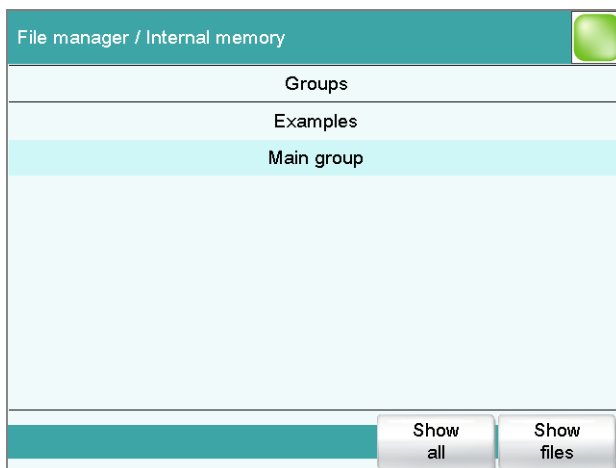 File manager / Internal memory
Groups
Examples
Main group
Show
all
Show
files